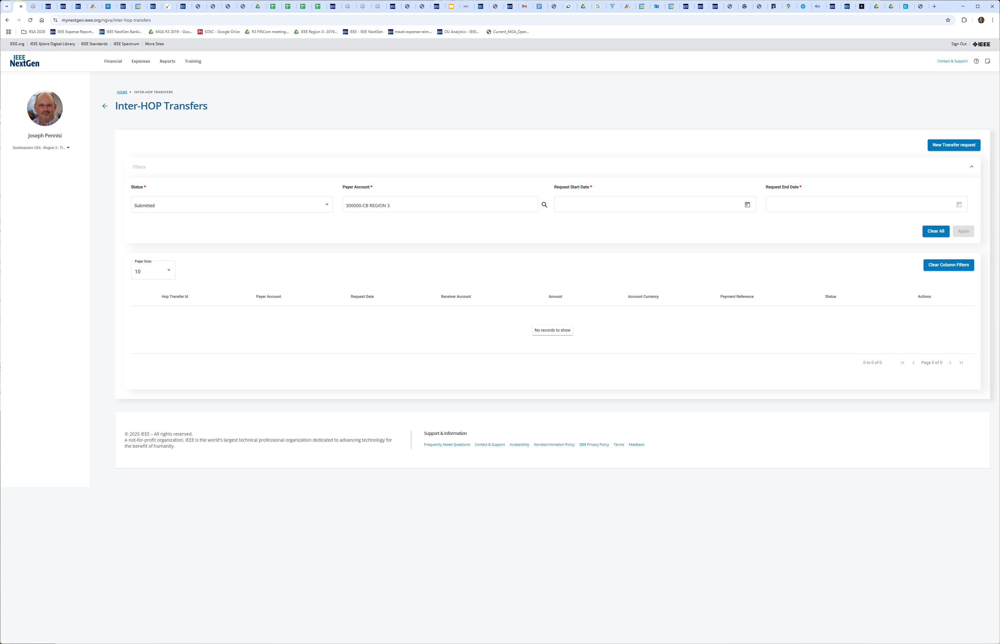 mynextgen.ieee.org/ngva/inter-hop-transfers
RSA 2020
IEEE Expense Report...
IEEE NextGen Banki...
MGA R3 2019 - Goo...
SOSC - Google Drive
R3 FINCom meeting...
IEEE Region 3- 2019...
IEEE - IEEE NextGen
travel-expense-reim...
OU Analytics - IEEE...
Current_MGA_Oper...
IEEE.org | IEEE Xplore Digital Library | IEEE Standards | IEEE Spectrum | More Sites
Sign Out | IEEE
IEEE
NextGen
Financial
Expenses
Reports
Training
Contact & Support
Joseph Pennisi
Southeastern USA - Region 3 - Tr...
HOME
INTER-HOP TRANSFERS
Inter-HOP Transfers
New Transfer request
Filters
Status *
Payer Account *
Request Start Date *
Request End Date *
Submitted
300000-CB REGION 3
Clear All
Apply
Page Size:
10
Clear Column Filters
Hop Transfer Id
Payer Account
Request Date
Receiver Account
Amount
Account Currency
Payment Reference
Status
Actions
No records to show
0 to 0 of 0
Page 0 of 0
© 2025 IEEE – All rights reserved.
A not-for-profit organization, IEEE is the world's largest technical professional organization dedicated to advancing technology for
the benefit of humanity.
Support & Information
Frequently Asked Questions
Contact & Support
Accessibility
Nondiscrimination Policy
IEEE Privacy Policy
Terms
Feedback